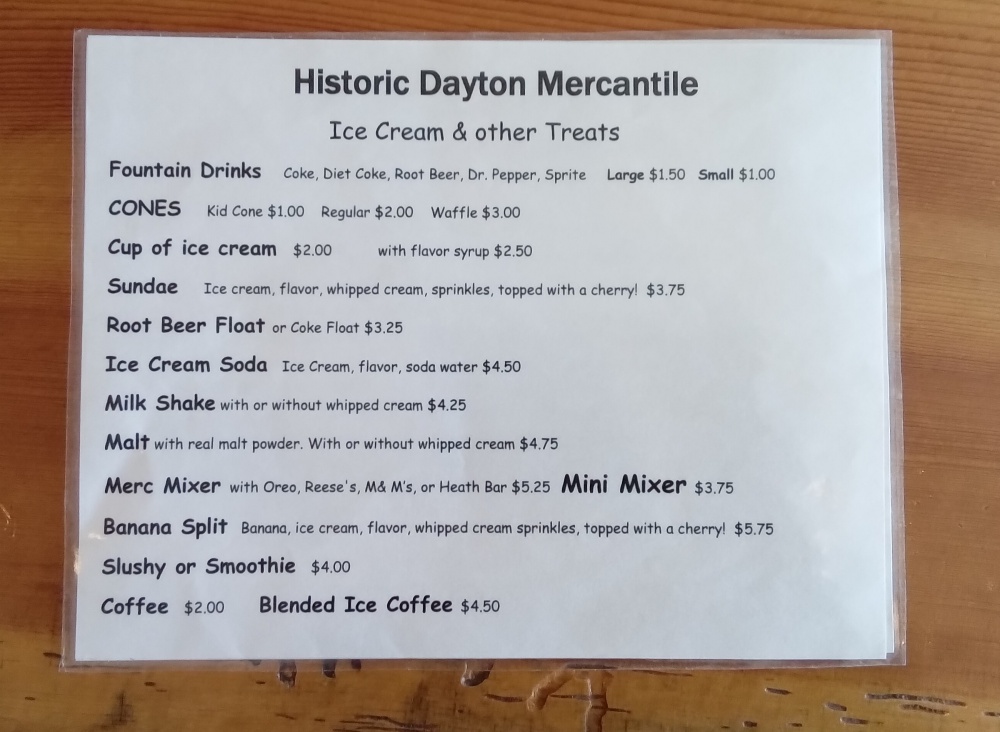 Historic Dayton Mercantile
Ice Cream & other Treats
Fountain Drinks Coke, Diet Coke, Root Beer, Dr. Pepper, Sprite Large $1.50 Small $1.00
CONES Kid Cone $1.00 Regular $2.00 Waffle $3.00
Cup of ice cream $2.00 with flavor syrup $2.50
Sundae Ice cream, flavor, whipped cream, sprinkles, topped with a cherry! $3.75
Root Beer Float or Coke Float $3.25
Ice Cream Soda Ice Cream, flavor, soda water $4.50
Milk Shake with or without whipped cream $4.25
Malt with real malt powder. With or without whipped cream $4.75
Merc Mixer with Oreo, Reese's, M& M's, or Heath Bar $5.25 Mini Mixer $3.75
Banana Split Banana, ice cream, flavor, whipped cream sprinkles, topped with a cherry! $5.75
Slushy or Smoothie $4.00
Coffee $2.00 Blended Ice Coffee $4.50